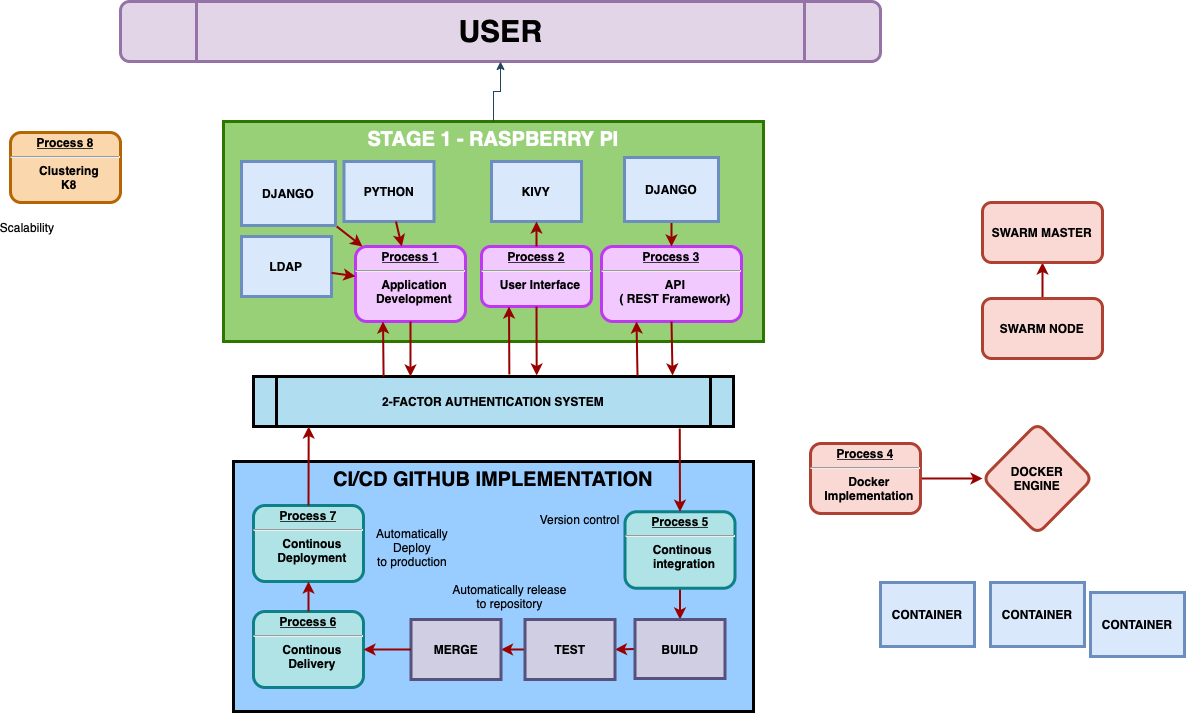 USER
Process 8
Clustering
K8
Scalability
STAGE 1 - RASPBERRY PI
DJANGO
PYTHON
KIVY
DJANGO
LDAP
Process 1
Application
Development
Process 2
User Interface
Process 3
API
( REST Framework)
SWARM MASTER
SWARM NODE
2-FACTOR AUTHENTICATION SYSTEM
CI/CD GITHUB IMPLEMENTATION
Process 7
Continous
Deployment
Automatically
Deploy
to production
Version control
Process 5
Continous
integration
Automatically release
to repository
Process 6
Continous
Delivery
MERGE
TEST
BUILD
Process 4
Docker
Implementation
DOCKER
ENGINE
CONTAINER
CONTAINER
CONTAINER